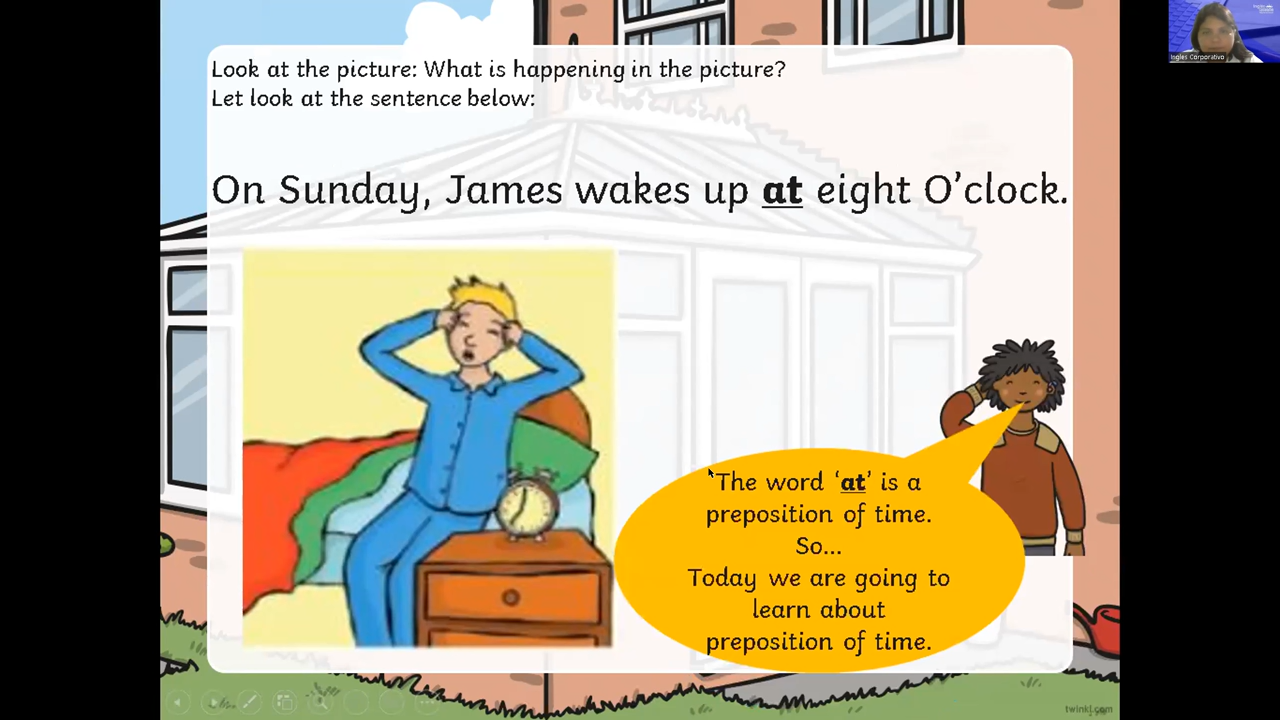 Look at the picture: What is happening in the picture?
Let look at the sentence below:
On Sunday, James wakes up at eight O’clock.
The word ‘at’ is a
preposition of time.
So...
Today we are going to
learn about
preposition of time.
Ingles Corporativo
twinkl.com